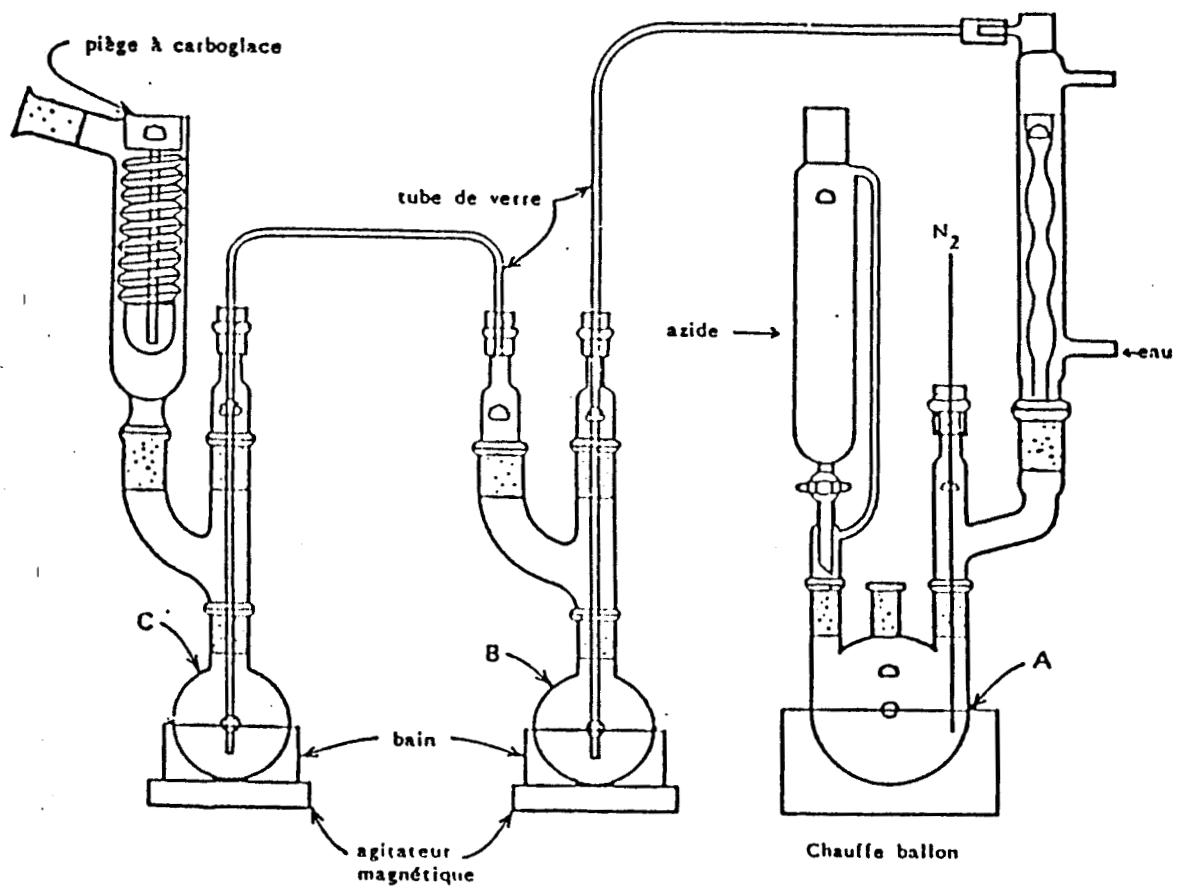 piège à carboglace
tube de verre
N2
azide
eau
C
B
A
bain
agitateur
magnétique
Chauffe ballon